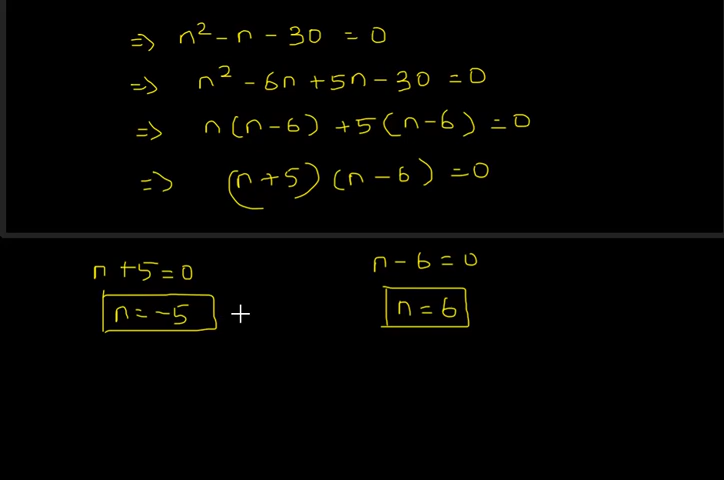 => n² - n - 30 = 0
=> n² - 6n + 5n - 30 = 0
=> n(n-6) + 5(n-6) = 0
=> (n+5)(n-6) = 0
n + 5 = 0
n - 6 = 0
n = -5
n = 6